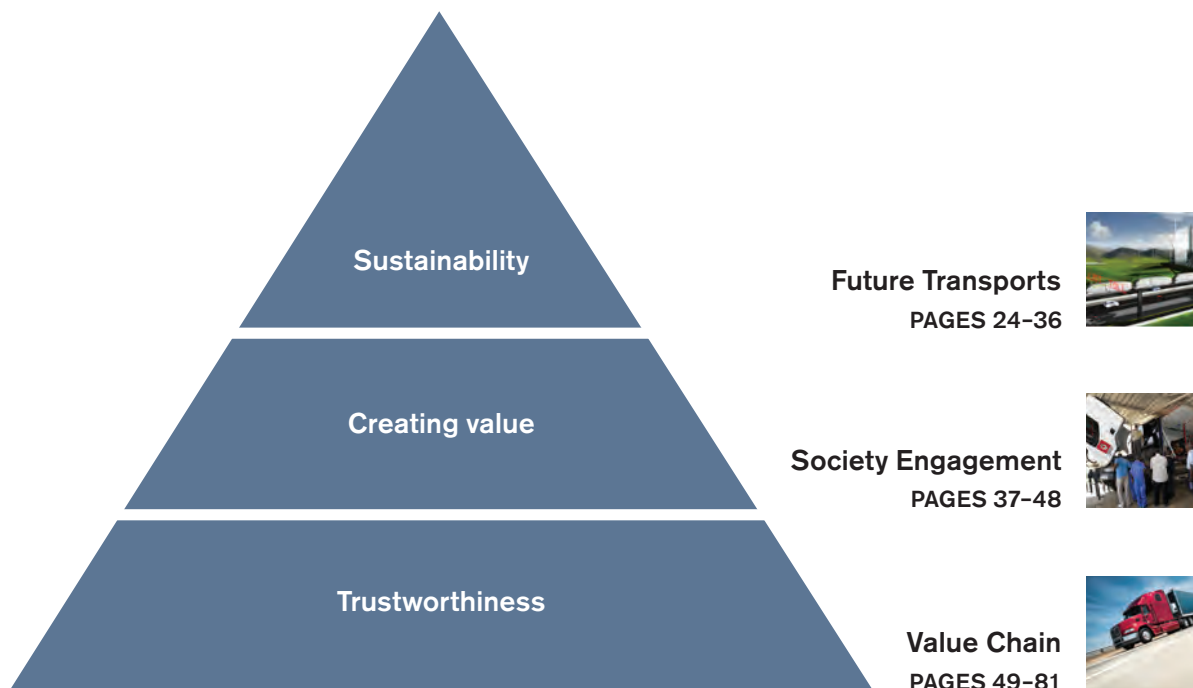 Sustainability
Future Transports
PAGES 24–36
Creating value
Society Engagement
PAGES 37–48
Trustworthiness
Value Chain
PAGES 49–81